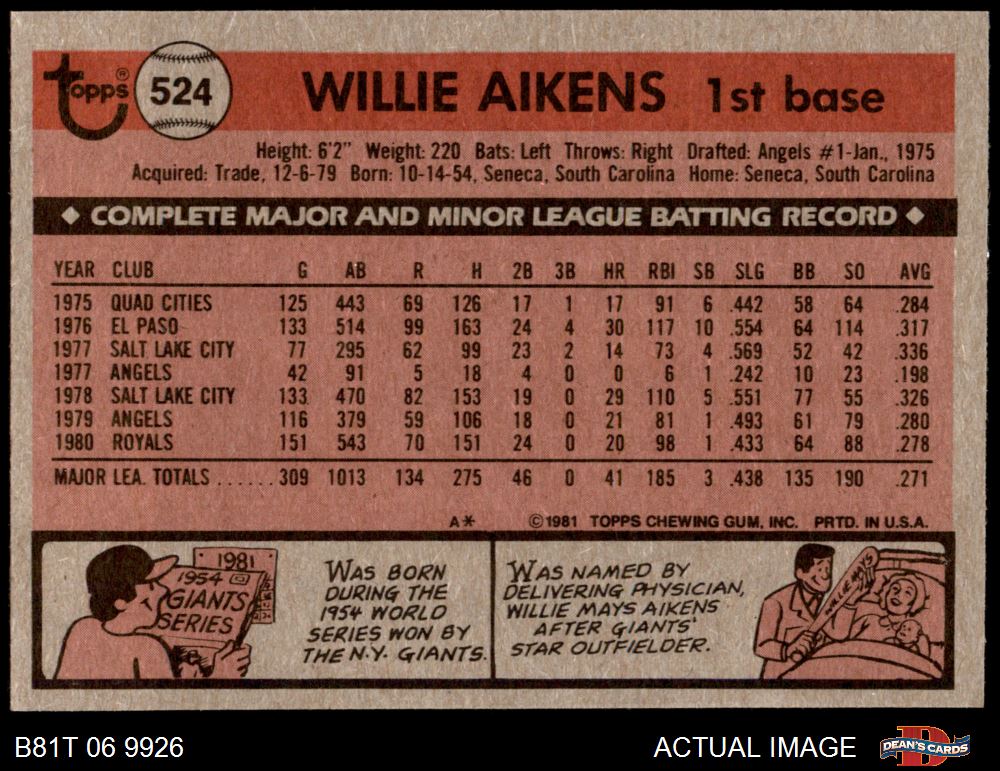 topps® 524 WILLIE AIKENS 1st base
Height: 6'2" Weight: 220 Bats: Left Throws: Right Drafted: Angels #1-Jan., 1975
Acquired: Trade, 12-6-79 Born: 10-14-54, Seneca, South Carolina Home: Seneca, South Carolina
◆ COMPLETE MAJOR AND MINOR LEAGUE BATTING RECORD ◆
YEAR CLUB G AB R H 2B 3B HR RBI SB SLG BB SO AVG
1975 QUAD CITIES 125 443 69 126 17 1 17 91 6 .442 58 64 .284
1976 EL PASO 133 514 99 163 24 4 30 117 10 .554 64 114 .317
1977 SALT LAKE CITY 77 295 62 99 23 2 14 73 4 .569 52 42 .336
1977 ANGELS 42 91 5 18 4 0 0 6 1 .242 10 23 .198
1978 SALT LAKE CITY 133 470 82 153 19 0 29 110 5 .551 77 55 .326
1979 ANGELS 116 379 59 106 18 0 21 81 1 .493 61 79 .280
1980 ROYALS 151 543 70 151 24 0 20 98 1 .433 64 88 .278
MAJOR LEA. TOTALS ...... 309 1013 134 275 46 0 41 185 3 .438 135 190 .271
A* ©1981 TOPPS CHEWING GUM, INC. PRTD. IN U.S.A.
1981
1954
GIANTS
SERIES
WAS BORN
DURING THE
1954 WORLD
SERIES WON BY
THE N.Y. GIANTS.
WAS NAMED BY
DELIVERING PHYSICIAN,
WILLIE MAYS AIKENS
AFTER GIANTS'
STAR OUTFIELDER.
WILLIE MAYS
B81T 06 9926 ACTUAL IMAGE DEAN'S CARDS